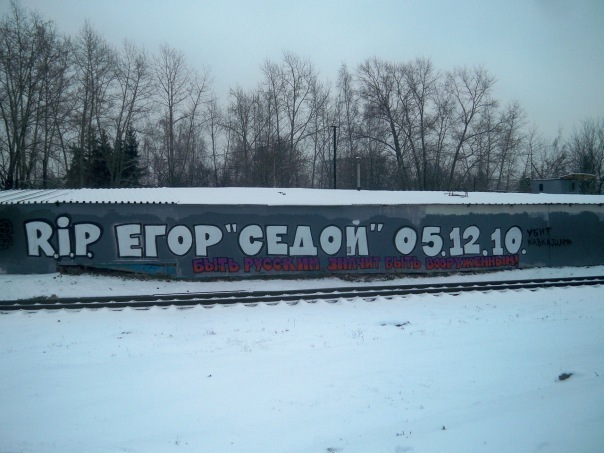 R.i.P. ЕГОР "СЕДОЙ" 05.12.10.
УБИТ
КАВКАЗЦАМИ
БЫТЬ РУССКИМ ЗНАЧИТ БЫТЬ ВООРУЖЕННЫМ!